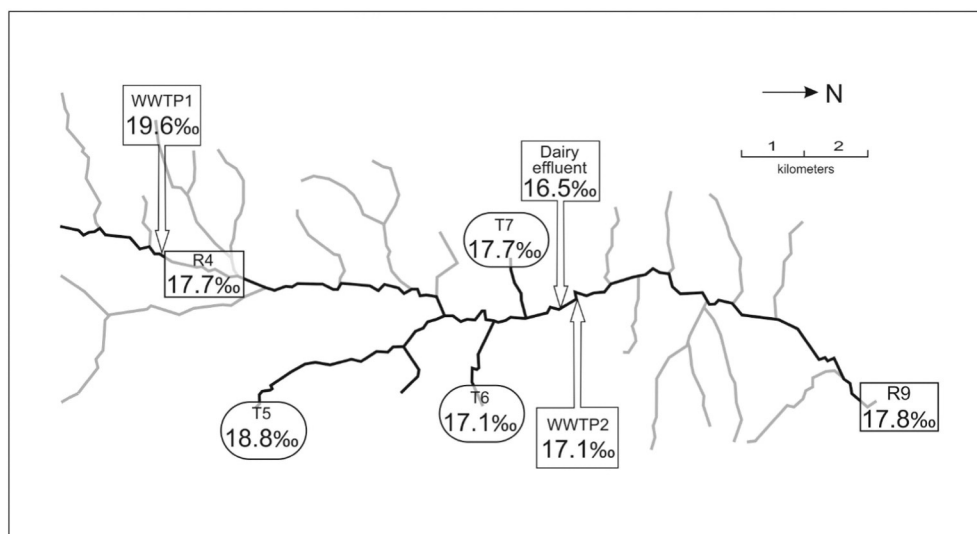 WWTP1
19.6‰
N
1 2
kilometers
Dairy
effluent
16.5‰
T7
17.7‰
R4
17.7‰
T5
18.8‰
T6
17.1‰
WWTP2
17.1‰
R9
17.8‰